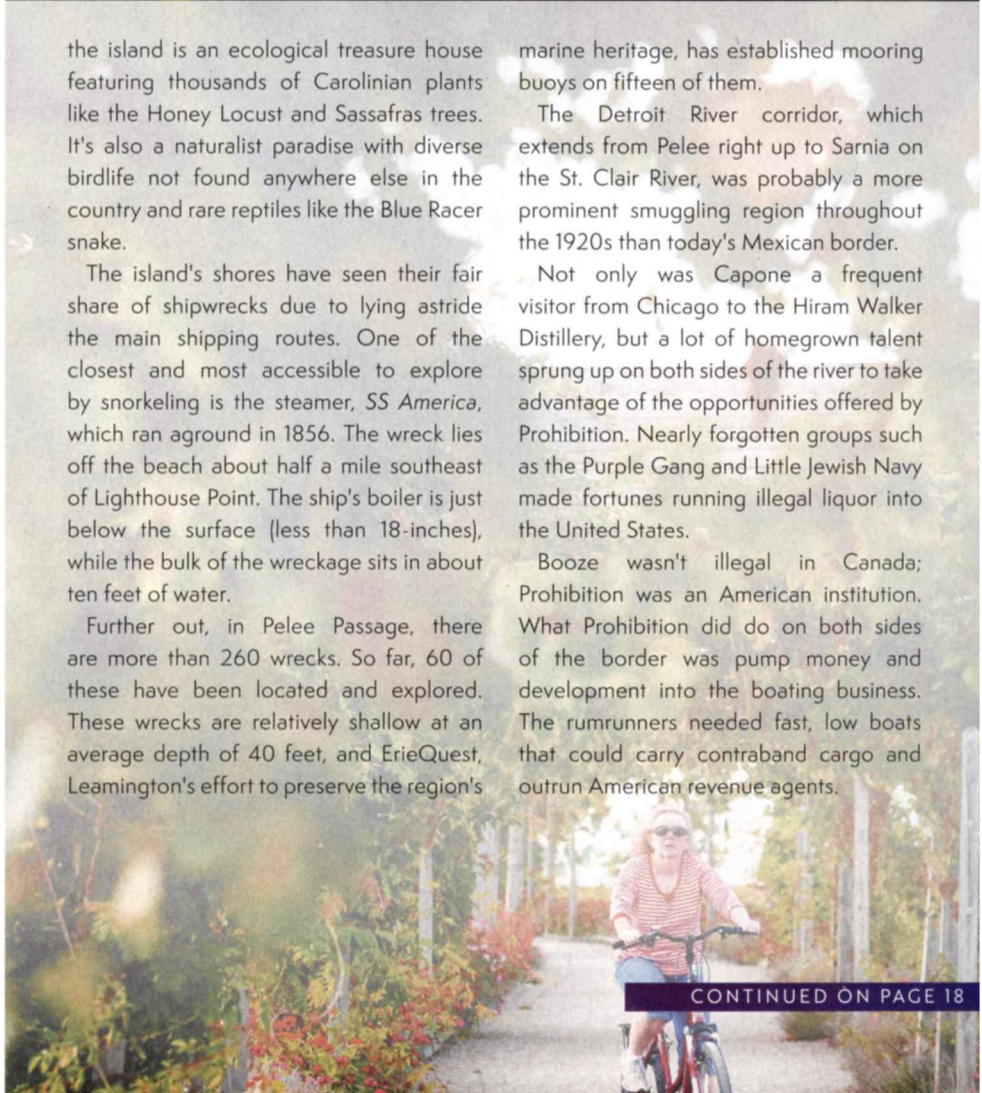 the island is an ecological treasure house
featuring thousands of Carolinian plants
like the Honey Locust and Sassafras trees.
It's also a naturalist paradise with diverse
birdlife not found anywhere else in the
country and rare reptiles like the Blue Racer
snake.
The island's shores have seen their fair
share of shipwrecks due to lying astride
the main shipping routes. One of the
closest and most accessible to explore
by snorkeling is the steamer, SS America,
which ran aground in 1856. The wreck lies
off the beach about half a mile southeast
of Lighthouse Point. The ship's boiler is just
below the surface (less than 18-inches),
while the bulk of the wreckage sits in about
ten feet of water.
Further out, in Pelee Passage, there
are more than 260 wrecks. So far, 60 of
these have been located and explored.
These wrecks are relatively shallow at an
average depth of 40 feet, and ErieQuest,
Leamington's effort to preserve the region's
marine heritage, has established mooring
buoys on fifteen of them.
The Detroit River corridor, which
extends from Pelee right up to Sarnia on
the St. Clair River, was probably a more
prominent smuggling region throughout
the 1920s than today's Mexican border.
Not only was Capone a frequent
visitor from Chicago to the Hiram Walker
Distillery, but a lot of homegrown talent
sprung up on both sides of the river to take
advantage of the opportunities offered by
Prohibition. Nearly forgotten groups such
as the Purple Gang and Little Jewish Navy
made fortunes running illegal liquor into
the United States.
Booze wasn't illegal in Canada;
Prohibition was an American institution.
What Prohibition did do on both sides
of the border was pump money and
development into the boating business.
The rumrunners needed fast, low boats
that could carry contraband cargo and
outrun American revenue agents.
CONTINUED ON PAGE 18